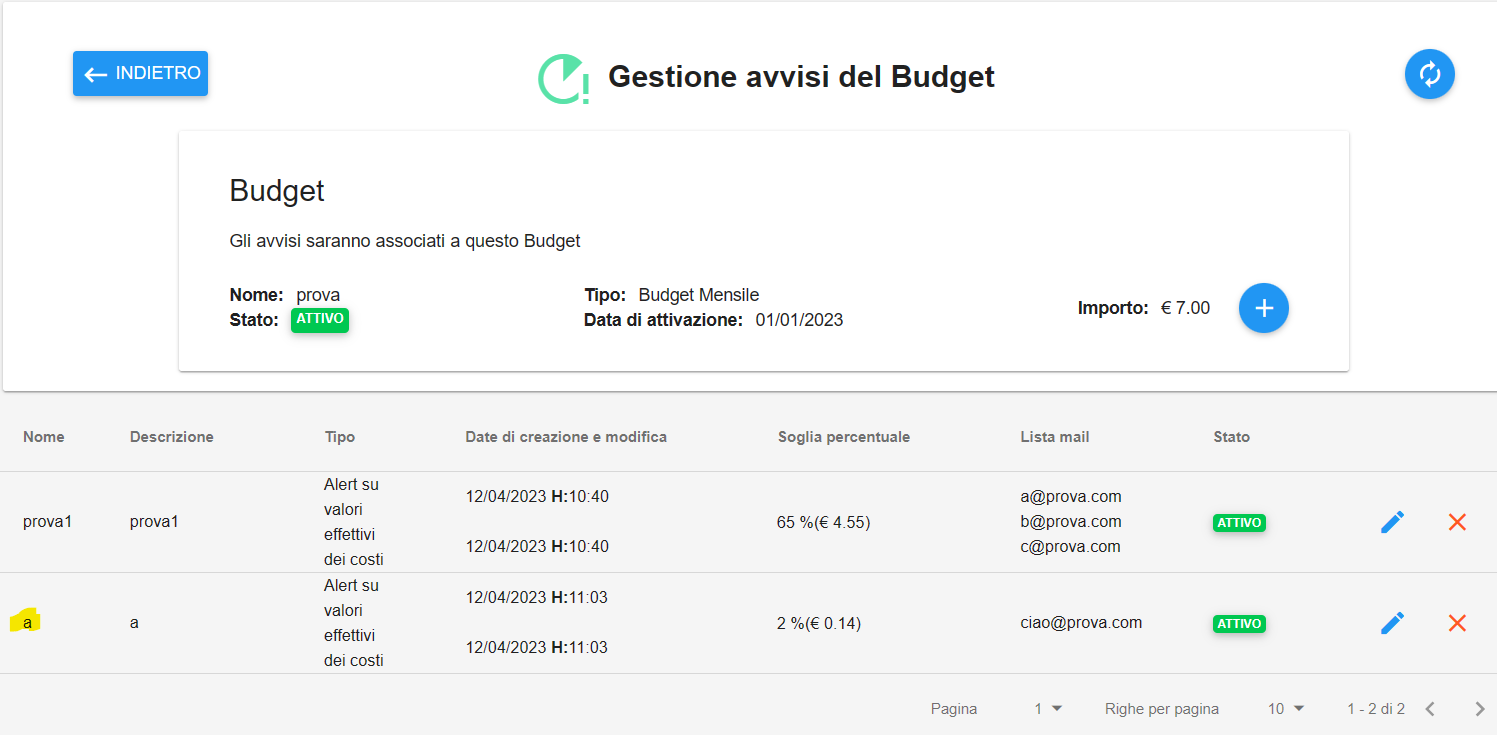 INDIETRO
Gestione avvisi del Budget
Budget
Gli avvisi saranno associati a questo Budget
Nome: prova Tipo: Budget Mensile
Importo: € 7.00
Stato: ATTIVO Data di attivazione: 01/01/2023
Nome Descrizione Tipo Date di creazione e modifica Soglia percentuale Lista mail Stato
prova1 prova1
Alert su
valori
effettivi
dei costi
12/04/2023 H:10:40
12/04/2023 H:10:40
65 %(€ 4.55)
a@prova.com
b@prova.com
c@prova.com
ATTIVO
a a
Alert su
valori
effettivi
dei costi
12/04/2023 H:11:03
12/04/2023 H:11:03
2 %(€ 0.14)
ciao@prova.com
ATTIVO
Pagina 1 Righe per pagina 10 1 - 2 di 2